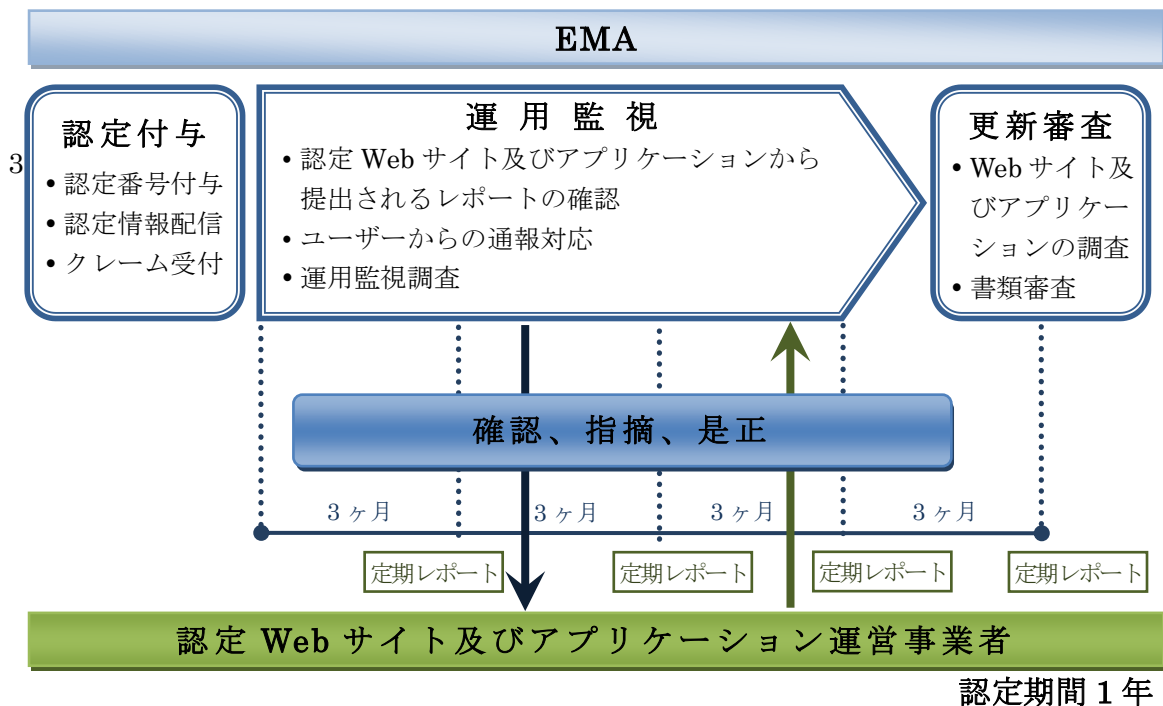 EMA
3
認定付与
• 認定番号付与
• 認定情報配信
• クレーム受付
運用監視
• 認定 Web サイト及びアプリケーションから
提出されるレポートの確認
• ユーザーからの通報対応
• 運用監視調査
更新審査
• Web サイト及
びアプリケー
ションの調査
• 書類審査
確認、指摘、是正
3 ヶ月
3 ヶ月
3 ヶ月
3 ヶ月
定期レポート
定期レポート
定期レポート
定期レポート
認定 Web サイト及びアプリケーション運営事業者
認定期間 1 年